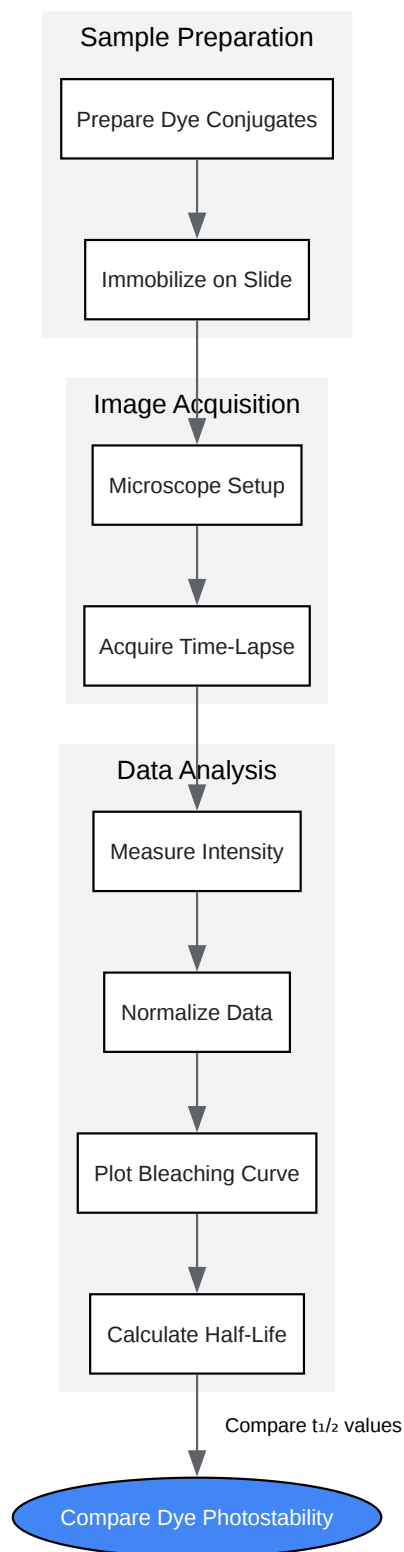 Sample Preparation
Prepare Dye Conjugates
Immobilize on Slide
Image Acquisition
Microscope Setup
Acquire Time-Lapse
Data Analysis
Measure Intensity
Normalize Data
Plot Bleaching Curve
Calculate Half-Life
Compare t₁/₂ values
Compare Dye Photostability